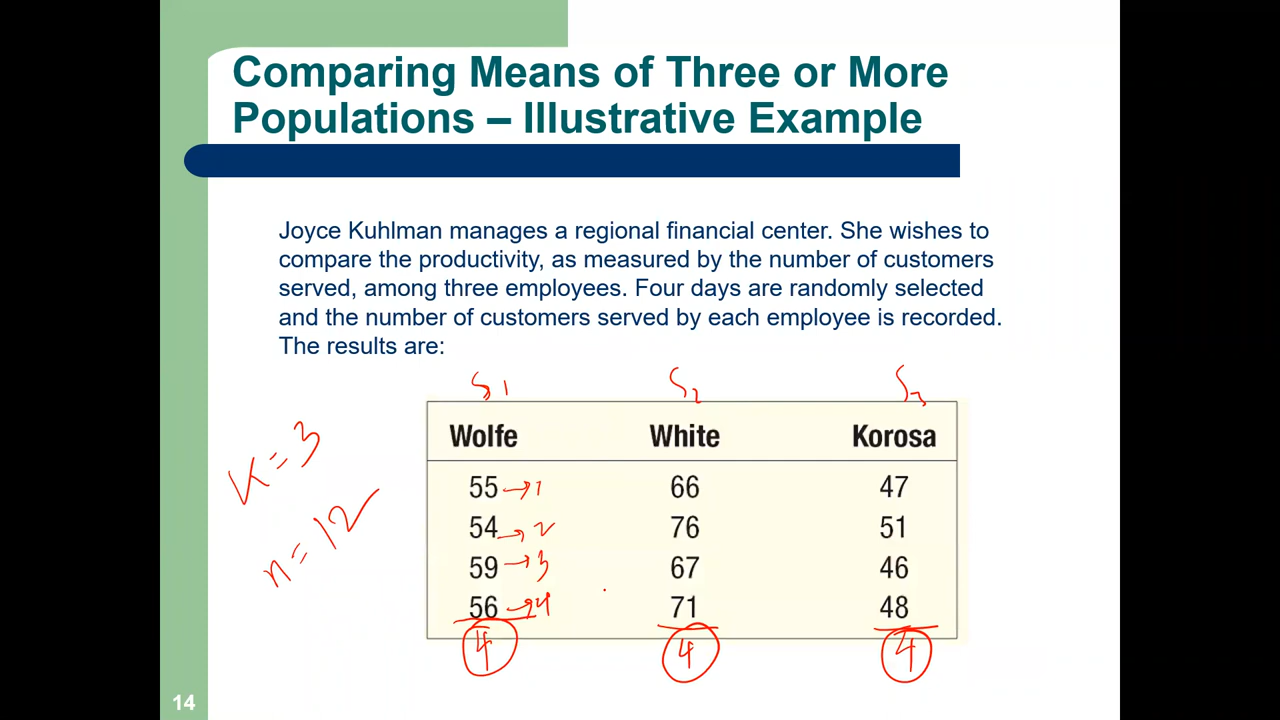 Comparing Means of Three or More
Populations – Illustrative Example
Joyce Kuhlman manages a regional financial center. She wishes to
compare the productivity, as measured by the number of customers
served, among three employees. Four days are randomly selected
and the number of customers served by each employee is recorded.
The results are:
S1 S2 S3
Wolfe White Korosa
K=3
55 →1 66 47
n=12
54 →2 76 51
59 →3 67 46
56 →4 71 48
4 4 4
14